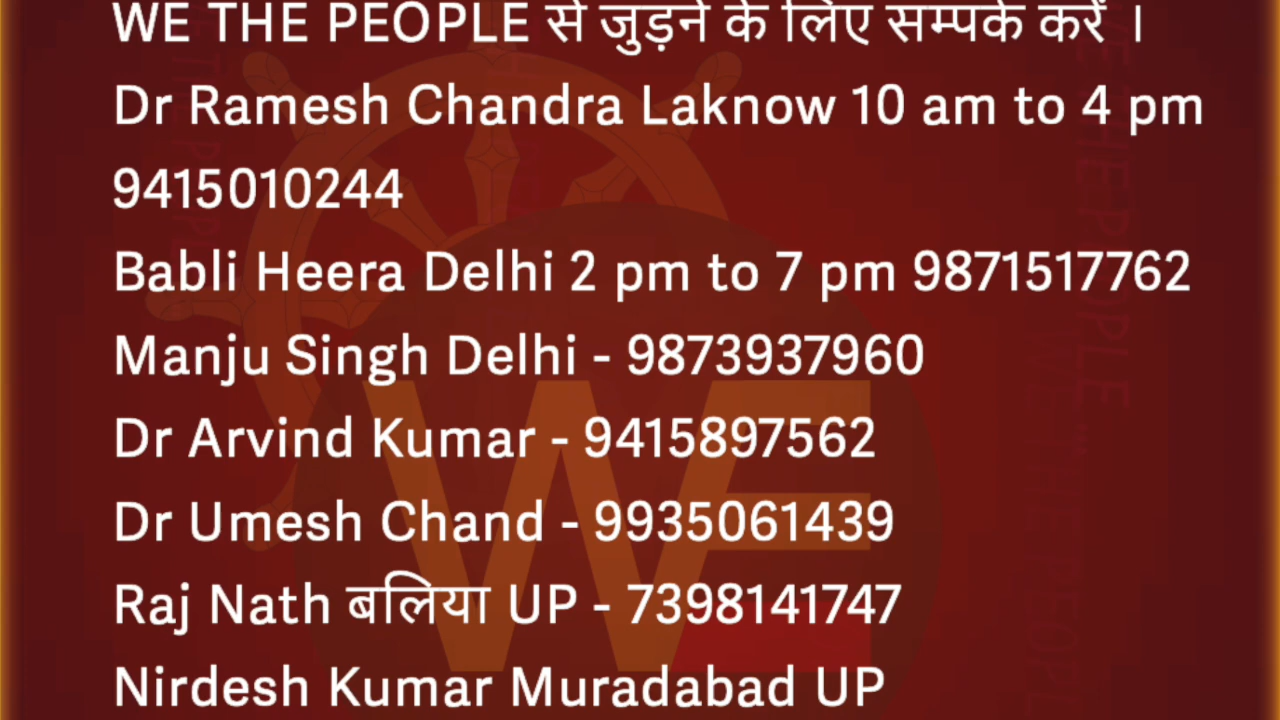 WE THE PEOPLE से जुड़ने के लिए सम्पर्क करें ।
Dr Ramesh Chandra Laknow 10 am to 4 pm
9415010244
Babli Heera Delhi 2 pm to 7 pm 9871517762
Manju Singh Delhi - 9873937960
Dr Arvind Kumar - 9415897562
Dr Umesh Chand - 9935061439
Raj Nath बलिया UP - 7398141747
Nirdesh Kumar Muradabad UP
WE